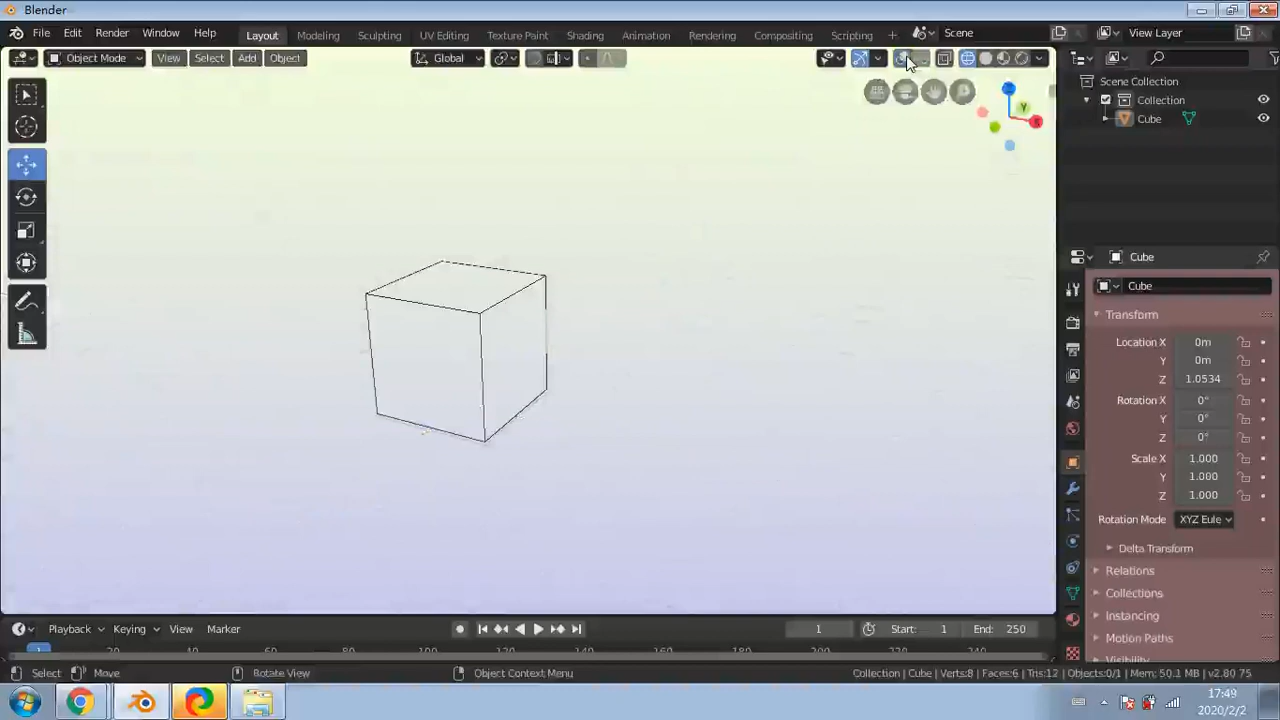 Blender
File Edit Render Window Help Layout Modeling Sculpting UV Editing Texture Paint Shading Animation Rendering Compositing Scripting + Scene View Layer
Object Mode View Select Add Object Global
Scene Collection
Collection
Cube
Y
Cube
Cube
Transform
Location X 0m
Y 0m
Z 1.0534
Rotation X 0°
Y 0°
Z 0°
Scale X 1.000
Y 1.000
Z 1.000
Rotation Mode XYZ Eule
Delta Transform
Relations
Collections
Instancing
Motion Paths
Visibility
Playback Keying View Marker 1 Start: 1 End: 250
1 20 40 60 80 100 120 140 160 180 200 220 240
Select Move Rotate View Object Context Menu Collection | Cube | Verts:8 | Faces:6 | Tris:12 | Objects:0/1 | Mem: 50.1 MB | v2.80 75
17:49
2020/2/2